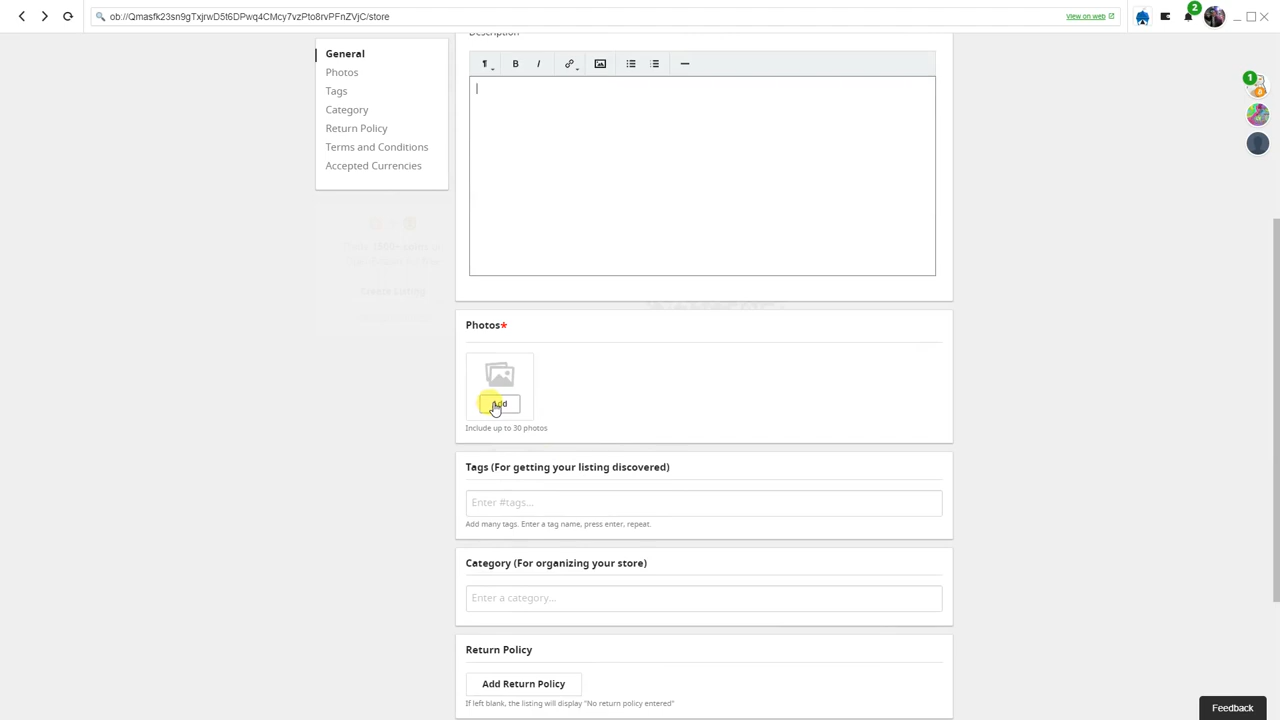 ob://Qmasfk23sn9gTxjrwD5t6DPwq4CMcy7vzPto8rvPFnZVjC/store
View on web
2
General
Photos
Tags
Category
Return Policy
Terms and Conditions
Accepted Currencies
Description
B I
1
Create Listing
Photos*
Add
Include up to 30 photos
Tags (For getting your listing discovered)
Enter #tags...
Add many tags. Enter a tag name, press enter, repeat.
Category (For organizing your store)
Enter a category...
Return Policy
Add Return Policy
If left blank, the listing will display "No return policy entered"
Feedback